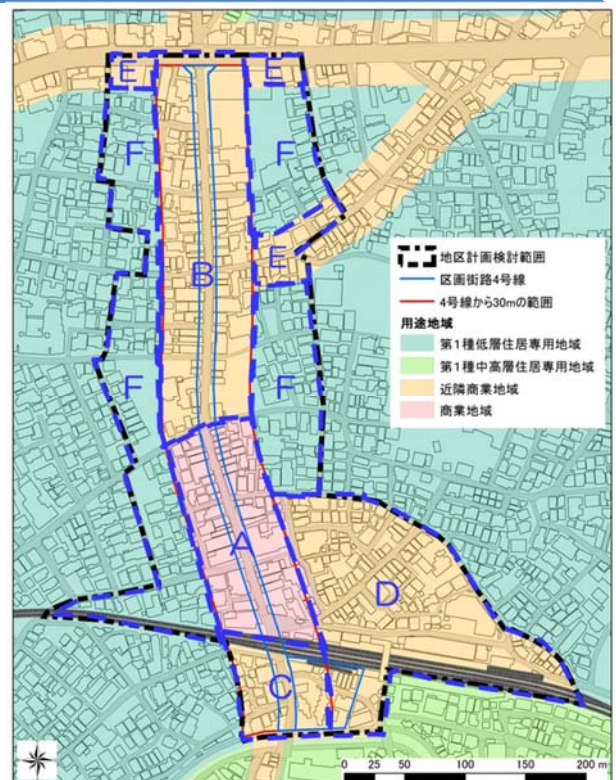 E
E
F
F
B
E
地区計画検討範囲
区画街路4号線
4号線から30mの範囲
用途地域
第1種低層住居専用地域
第1種中高層住居専用地域
近隣商業地域
商業地域
F
F
A
D
C
0 25 50 100 150 200 m